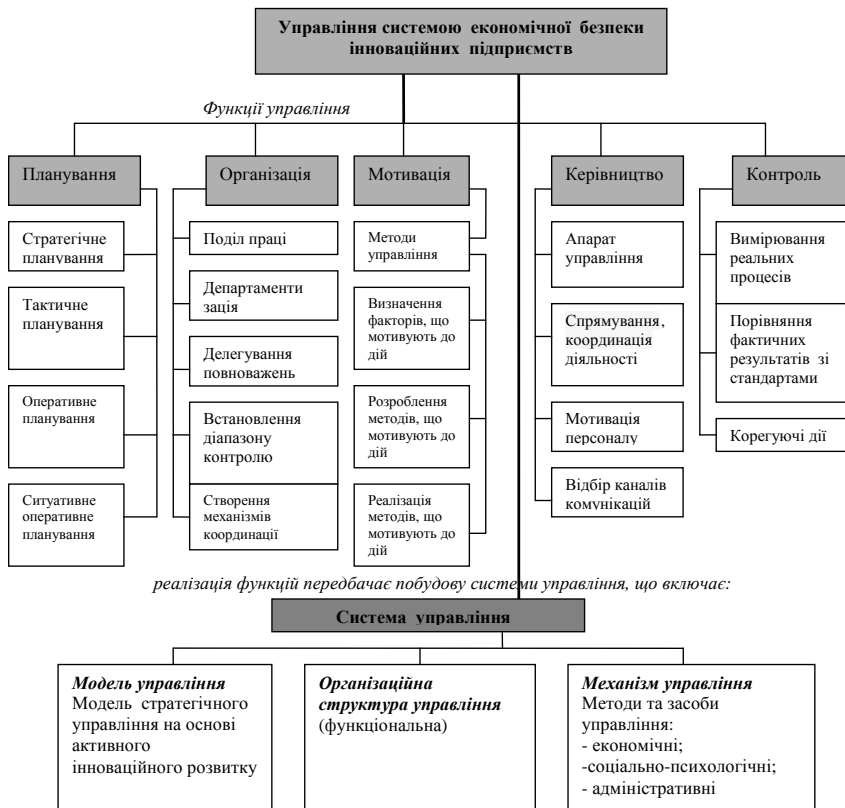 Управління системою економічної безпеки
інноваційних підприємств
Функції управління
Планування
Стратегічне
планування
Тактичне
планування
Оперативне
планування
Ситуативне
оперативне
планування
Організація
Поділ праці
Департаменти
зація
Делегування
повноважень
Встановлення
діапазону
контролю
Створення
механізмів
координації
Мотивація
Методи
управління
Визначення
факторів, що
мотивують до
дій
Розроблення
методів, що
мотивують до
дій
Реалізація
методів, що
мотивують до
дій
Керівництво
Апарат
управління
Спрямування,
координація
діяльності
Мотивація
персоналу
Відбір каналів
комунікацій
Контроль
Вимірювання
реальних
процесів
Порівняння
фактичних
результатів зі
стандартами
Корегуючі дії
реалізація функцій передбачає побудову системи управління, що включає:
Система управління
Модель управління
Модель стратегічного
управління на основі
активного
інноваційного розвитку
Організаційна
структура управління
(функціональна)
Механізм управління
Методи та засоби
управління:
- економічні;
-соціально-психологічні;
- адміністративні